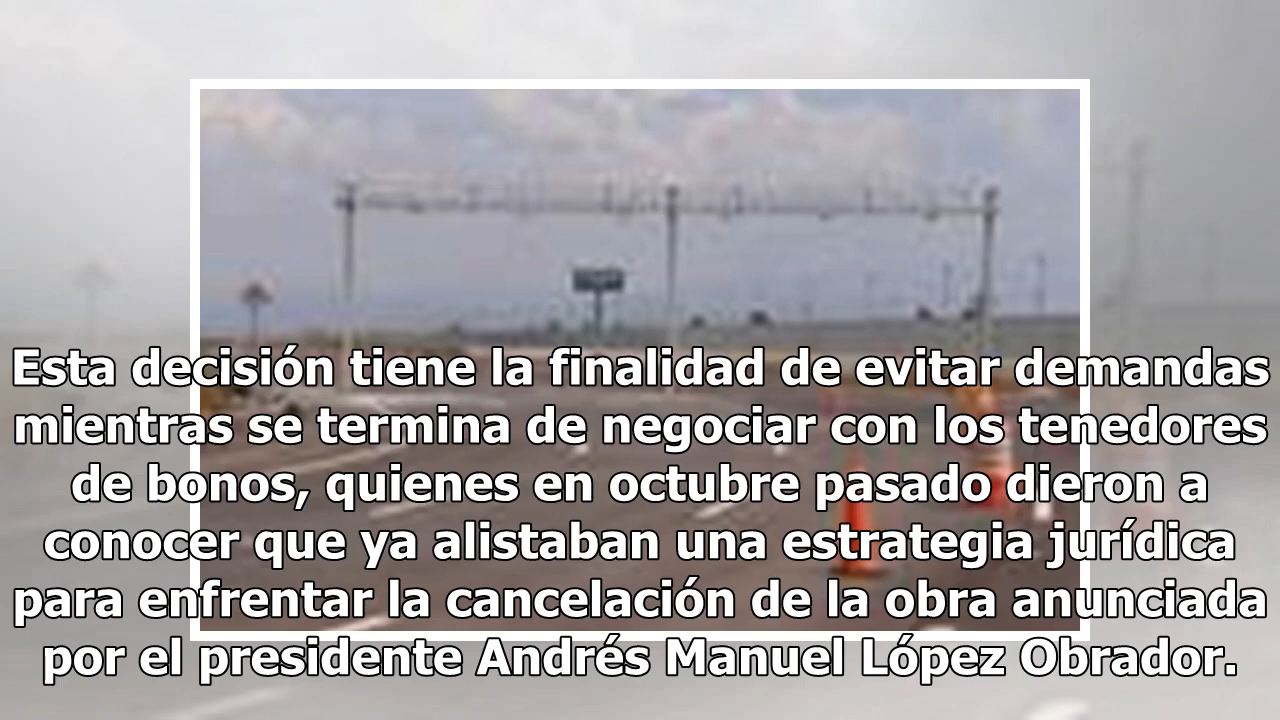 Esta decisión tiene la finalidad de evitar demandas
mientras se termina de negociar con los tenedores
de bonos, quienes en octubre pasado dieron a
conocer que ya alistaban una estrategia jurídica
para enfrentar la cancelación de la obra anunciada
por el presidente Andrés Manuel López Obrador.